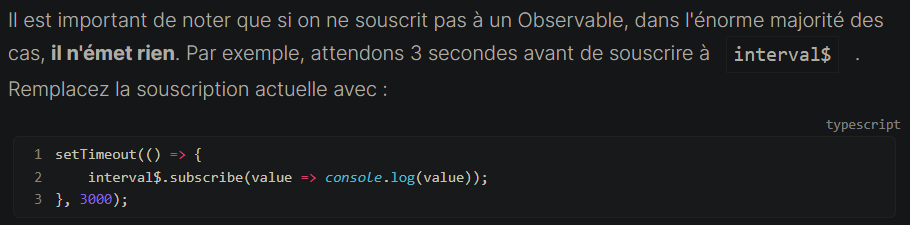 Il est important de noter que si on ne souscrit pas à un Observable, dans l'énorme majorité des
cas, il n'émet rien. Par exemple, attendons 3 secondes avant de souscrire à interval$ .
Remplacez la souscription actuelle avec :
typescript
1 setTimeout(() => {
2     interval$.subscribe(value => console.log(value));
3 }, 3000);